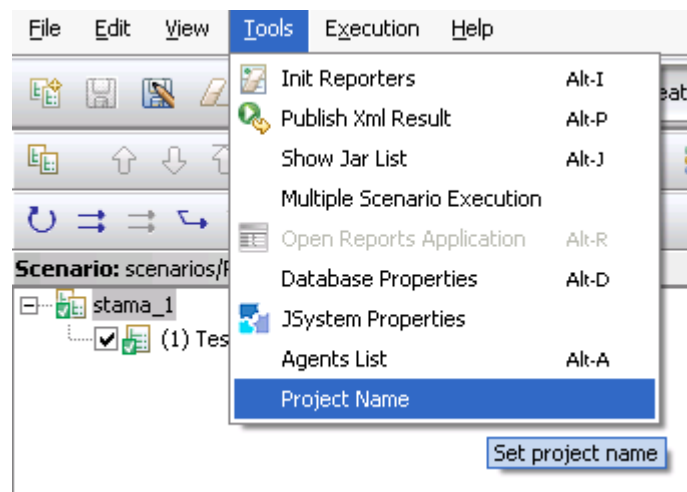 File Edit View Tools Execution Help
Init Reporters Alt-I
Publish Xml Result Alt-P
Show Jar List Alt-J
Multiple Scenario Execution
Open Reports Application Alt-R
Database Properties Alt-D
JSystem Properties
Agents List Alt-A
Project Name
Set project name
Scenario: scenarios/
stama_1
(1) Tes